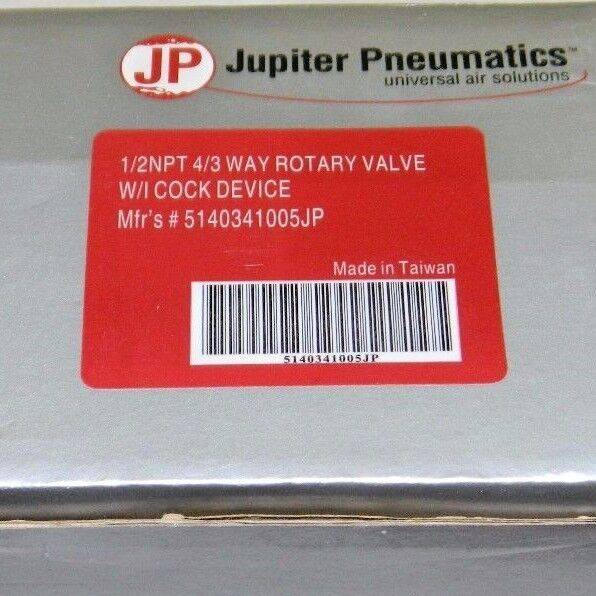 JP Jupiter Pneumatics™
universal air solutions
1/2NPT 4/3 WAY ROTARY VALVE
W/I COCK DEVICE
Mfr's # 5140341005JP
Made in Taiwan
5140341005JP